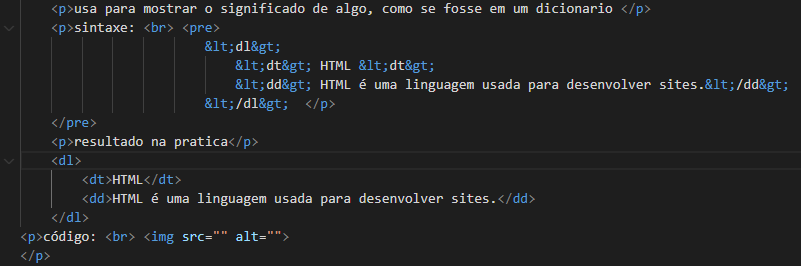 <p>usa para mostrar o significado de algo, como se fosse em um dicionario </p>
<p>sintaxe: <br> <pre>
&lt;dl&gt;
&lt;dt&gt; HTML &lt;dt&gt;
&lt;dd&gt; HTML é uma linguagem usada para desenvolver sites.&lt;/dd&gt;
&lt;/dl&gt;  </p>
</pre>
<p>resultado na pratica</p>
<dl>
<dt>HTML</dt>
<dd>HTML é uma linguagem usada para desenvolver sites.</dd>
</dl>
<p>código: <br> <img src="" alt="">
</p>